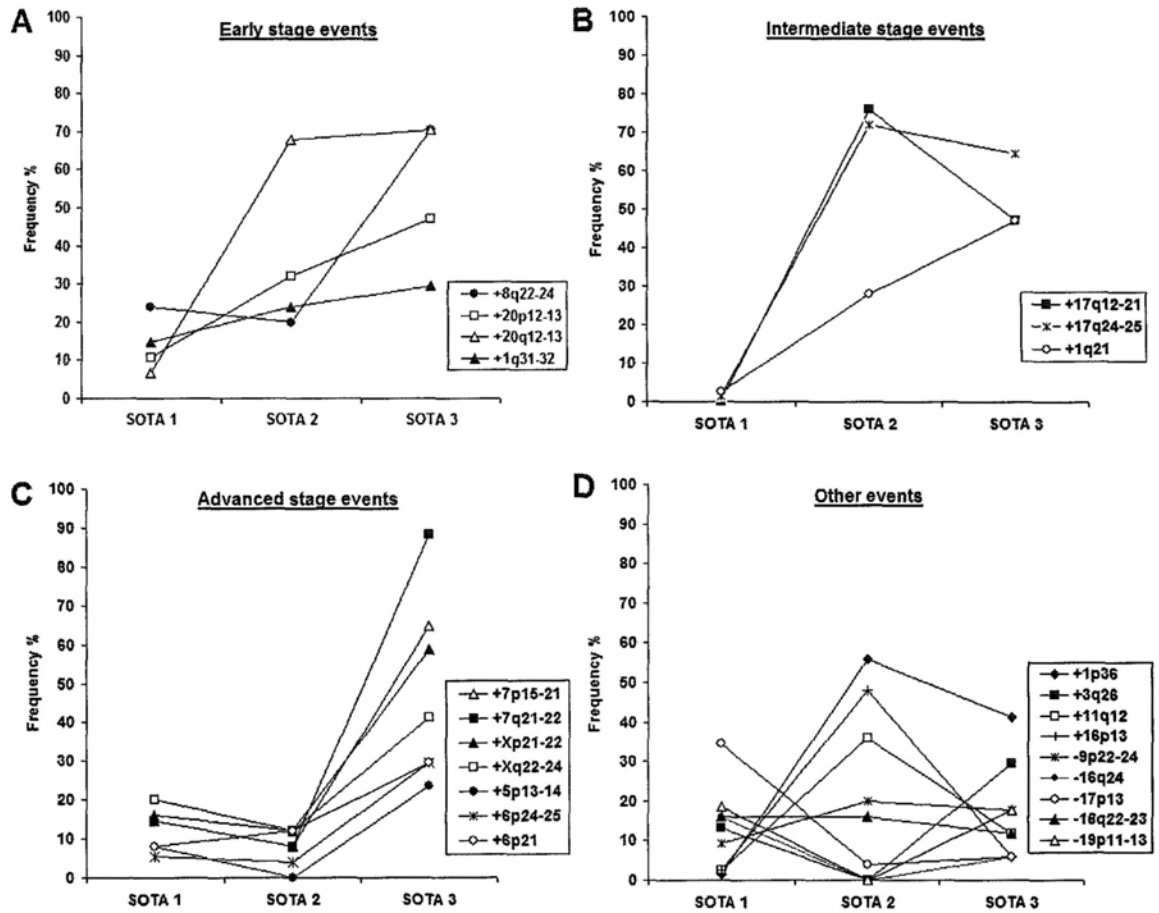 A
Early stage events
Frequency %
100
90
80
70
60
50
40
30
20
10
0
SOTA 1 SOTA 2 SOTA 3
+8q22-24
+20p12-13
+20q12-13
+1q31-32
B
Intermediate stage events
Frequency %
100
90
80
70
60
50
40
30
20
10
0
SOTA 1 SOTA 2 SOTA 3
+17q12-21
+17q24-25
+1q21
C
Advanced stage events
Frequency %
100
90
80
70
60
50
40
30
20
10
0
SOTA 1 SOTA 2 SOTA 3
+7p15-21
+7q21-22
+Xp21-22
+Xq22-24
+5p13-14
+6p24-25
+6p21
D
Other events
Frequency %
100
90
80
70
60
50
40
30
20
10
0
SOTA 1 SOTA 2 SOTA 3
+1p36
+3q26
+11q12
+16p13
-9p22-24
-16q24
-17p13
-18q22-23
-19p11-13